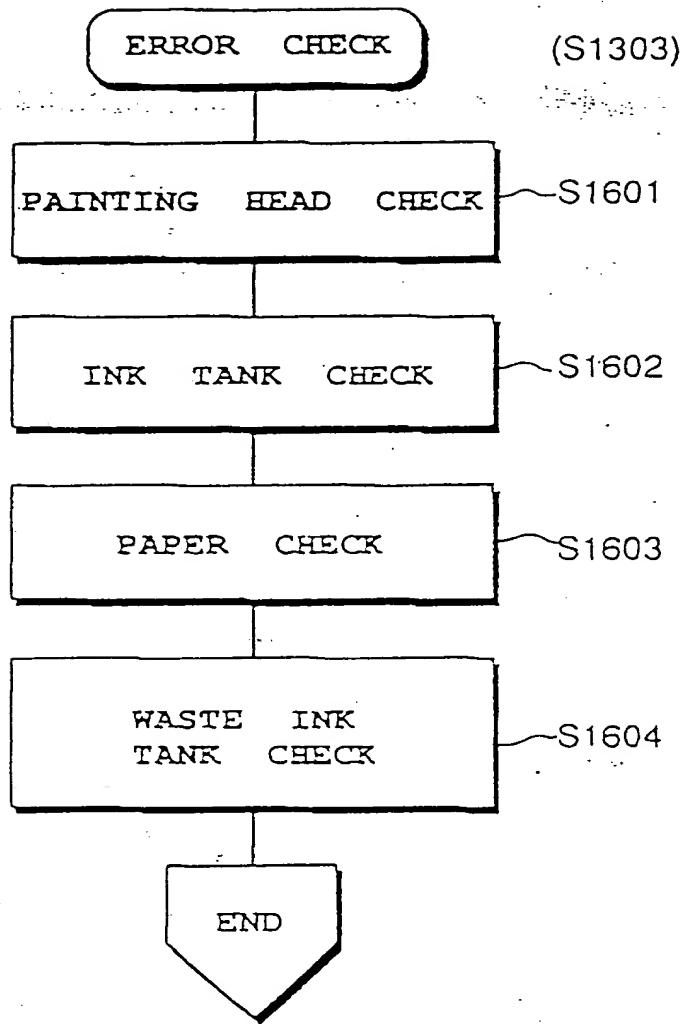 ERROR CHECK (S1303)
PAINTING HEAD CHECK S1601
INK TANK CHECK S1602
PAPER CHECK S1603
WASTE INK
TANK CHECK S1604
END